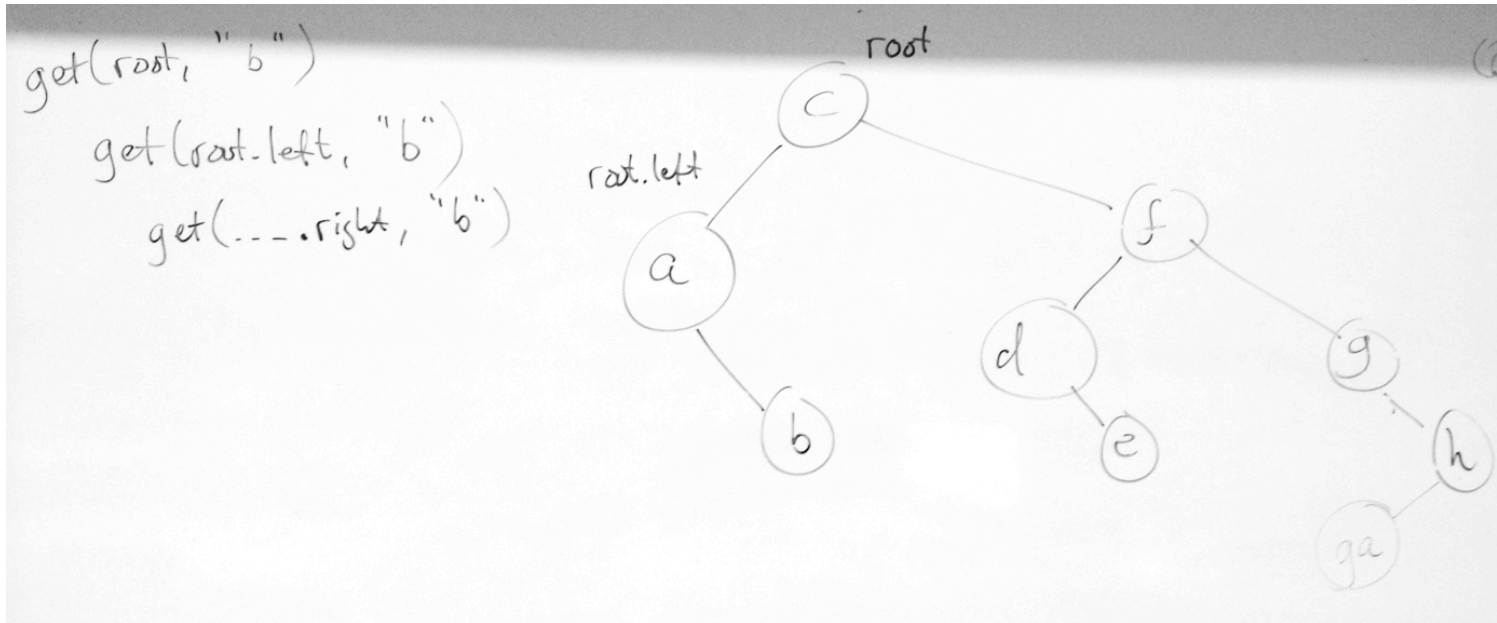 get(root, "b")
get(root.left, "b")
get(--- .right, "b")
root
c
root.left
a
f
b
d
g
e
h
ga